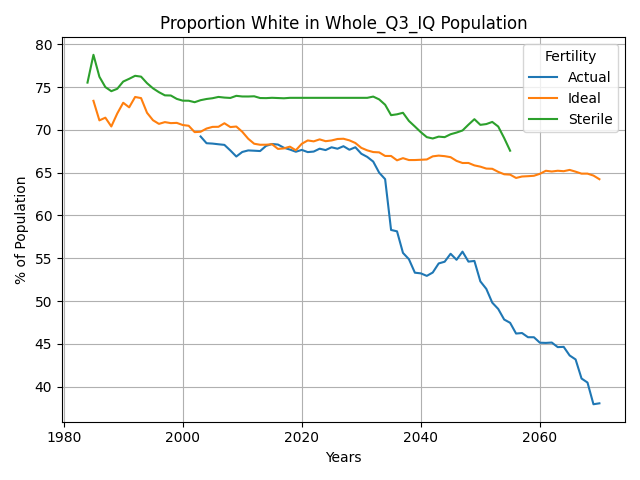 Proportion White in Whole_Q3_IQ Population
% of Population
80
75
70
65
60
55
50
45
40
1980
2000
2020
2040
2060
Years
Fertility
Actual
Ideal
Sterile